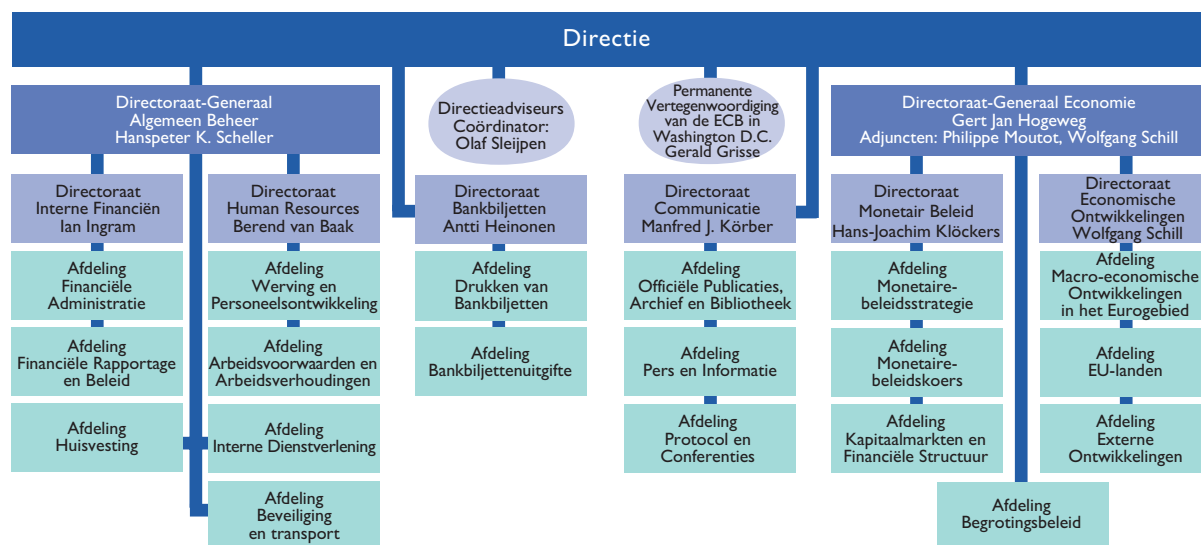 Directie
Directoraat-Generaal
Algemeen Beheer
Hanspeter K. Scheller
Directieadviseurs
Coördinator:
Olaf Sleijpen
Permanente
Vertegenwoordiging
van de ECB in
Washington D.C.
Gerald Grisse
Directoraat-Generaal Economie
Gert Jan Hogeweg
Adjuncten: Philippe Moutot, Wolfgang Schill
Directoraat
Interne Financiën
Ian Ingram
Directoraat
Human Resources
Berend van Baak
Directoraat
Bankbiljetten
Antti Heinonen
Directoraat
Communicatie
Manfred J. Körber
Directoraat
Monetair Beleid
Hans-Joachim Klöckers
Directoraat
Economische
Ontwikkelingen
Wolfgang Schill
Afdeling
Financiële
Administratie
Afdeling
Werving en
Personeelsontwikkeling
Afdeling
Drukken van
Bankbiljetten
Afdeling
Officiële Publicaties,
Archief en Bibliotheek
Afdeling
Monetaire-
beleidsstrategie
Afdeling
Macro-economische
Ontwikkelingen
in het Eurogebied
Afdeling
Financiële Rapportage
en Beleid
Afdeling
Arbeidsvoorwaarden en
Arbeidsverhoudingen
Afdeling
Bankbiljettenuitgifte
Afdeling
Pers en Informatie
Afdeling
Monetaire-
beleidskoers
Afdeling
EU-landen
Afdeling
Huisvesting
Afdeling
Interne Dienstverlening
Afdeling
Protocol en
Conferenties
Afdeling
Kapitaalmarkten en
Financiële Structuur
Afdeling
Externe
Ontwikkelingen
Afdeling
Beveiliging
en transport
Afdeling
Begrotingsbeleid